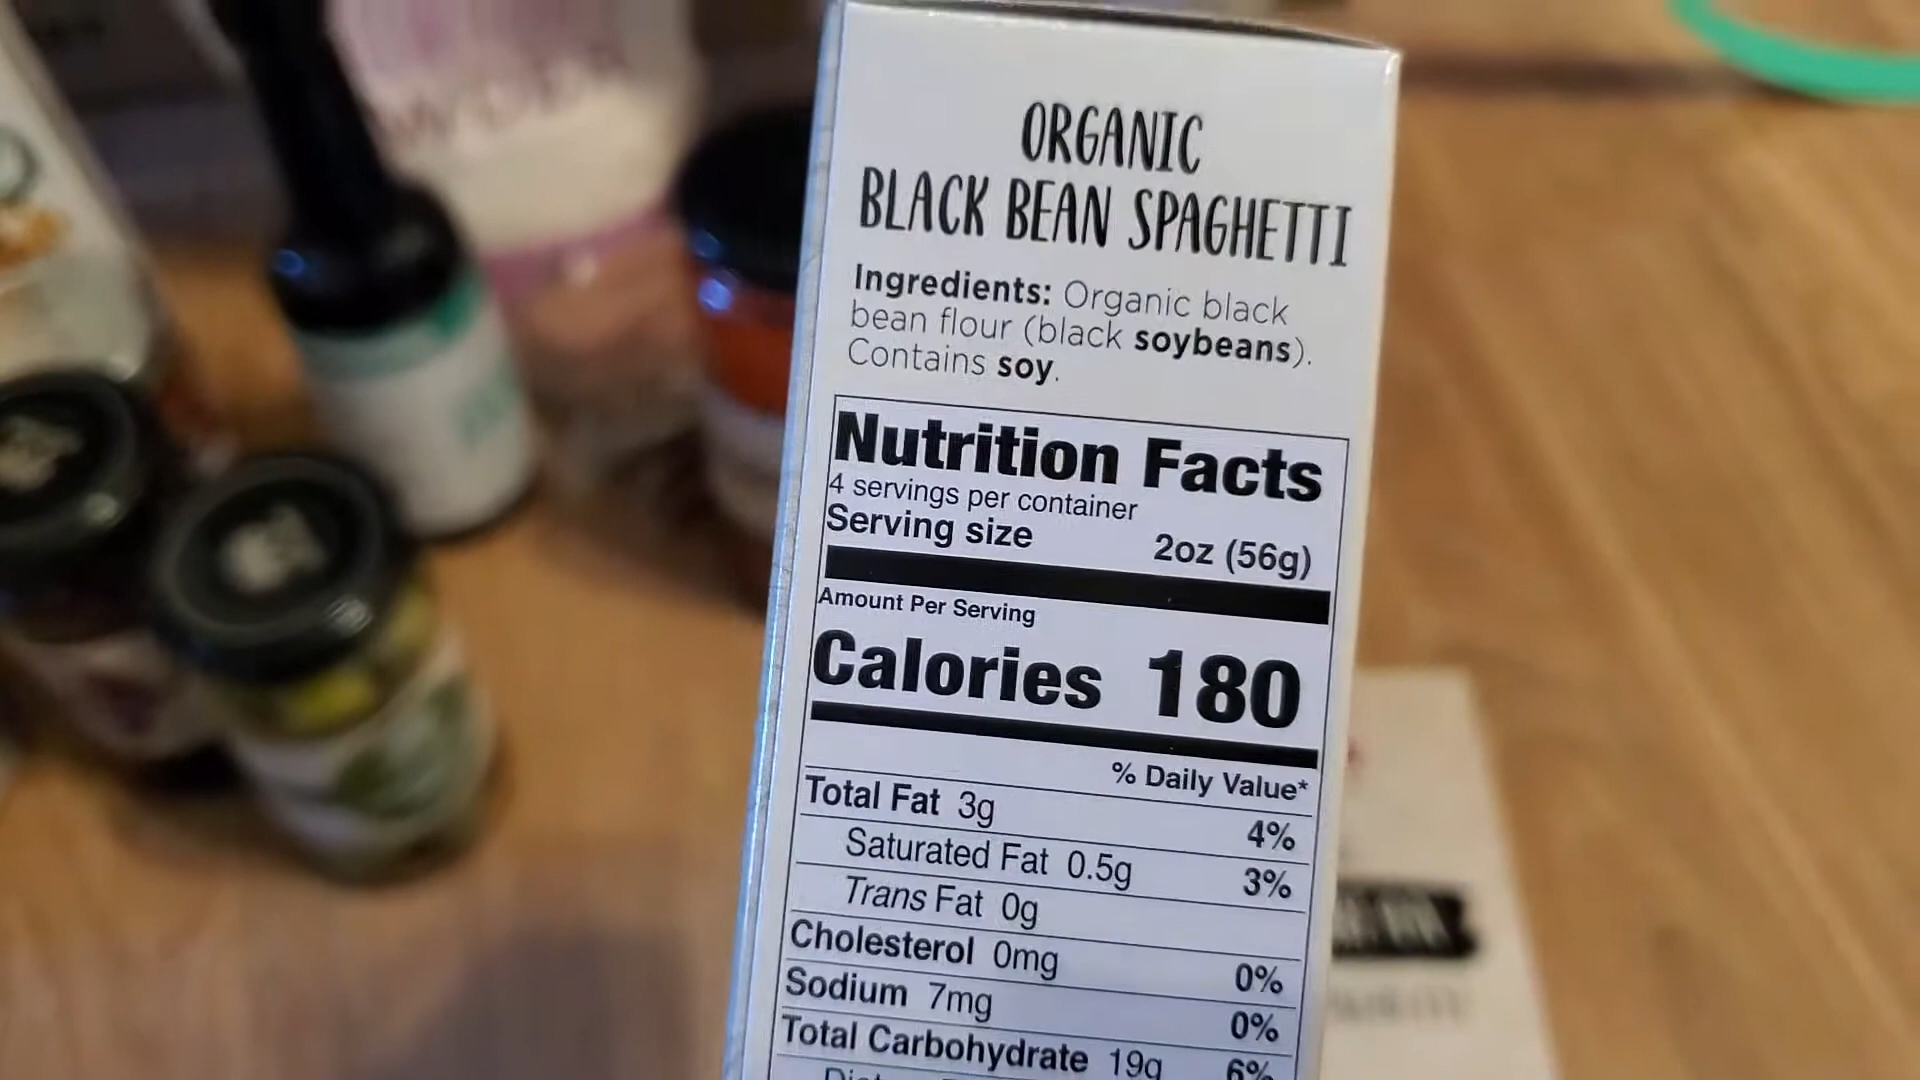 ORGANIC
BLACK BEAN SPAGHETTI
Ingredients: Organic black
bean flour (black soybeans).
Contains soy.
Nutrition Facts
4 servings per container
Serving size 2oz (56g)
Amount Per Serving
Calories 180
% Daily Value*
Total Fat 3g 4%
Saturated Fat 0.5g 3%
Trans Fat 0g
Cholesterol 0mg 0%
Sodium 7mg 0%
Total Carbohydrate 19g 6%